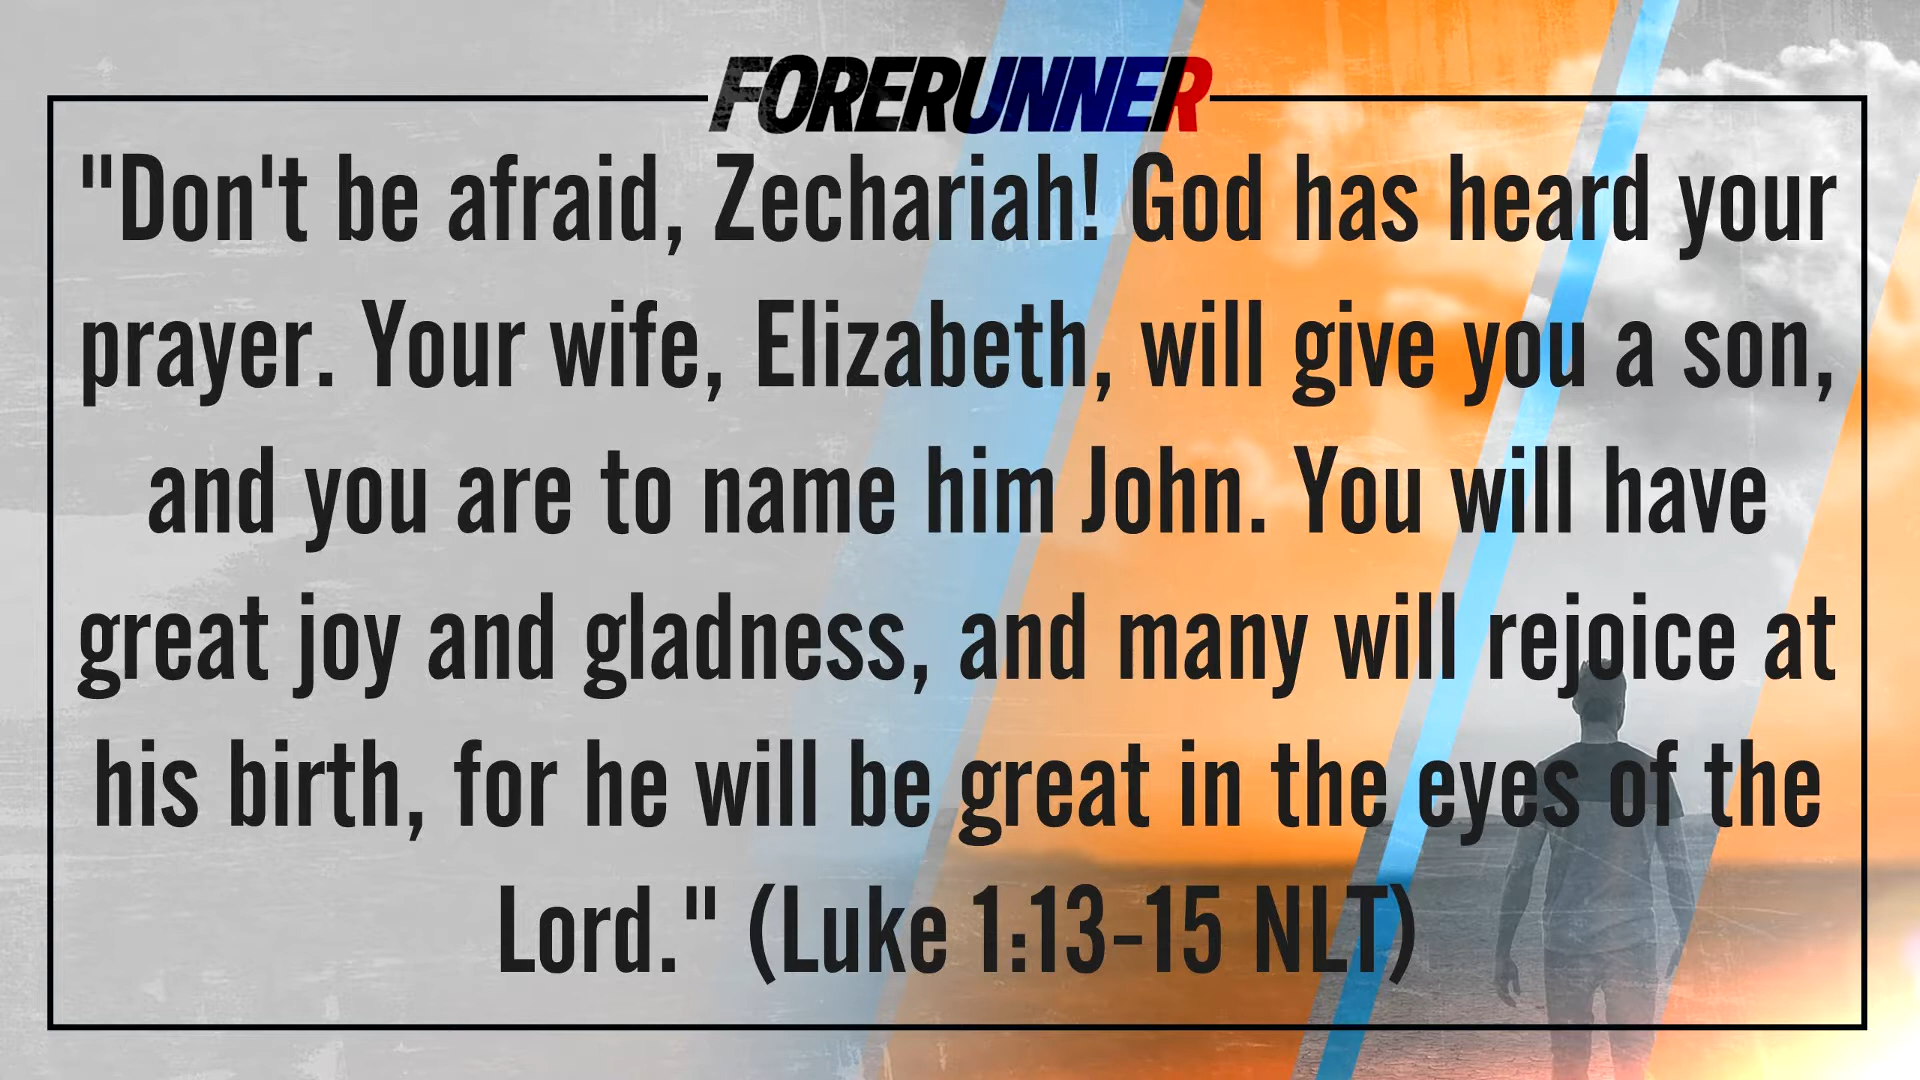 FORERUNNER
"Don't be afraid, Zechariah! God has heard your
prayer. Your wife, Elizabeth, will give you a son,
and you are to name him John. You will have
great joy and gladness, and many will rejoice at
his birth, for he will be great in the eyes of the
Lord." (Luke 1:13-15 NLT)